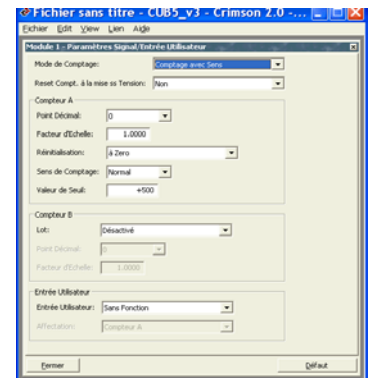 Fichier sans titre - CUB5_v3 - Crimson 2.0 - ...
Fichier Edit View Lien Aide
Module 1 - Paramètres Signal/Entrée Utilisateur
Mode de Comptage: Comptage avec Sens
Reset Compt. à la mise ss Tension: Non
Compteur A
Point Décimal: 0
Facteur d'Echelle: 1.0000
Réinitialisation: à Zero
Sens de Comptage: Normal
Valeur de Seuil: +500
Compteur B
Lot: Désactivé
Point Décimal: 0
Facteur d'Echelle: 1.0000
Entrée Utilisateur
Entrée Utilisateur: Sans Fonction
Affectation: Compteur A
Fermer Défaut